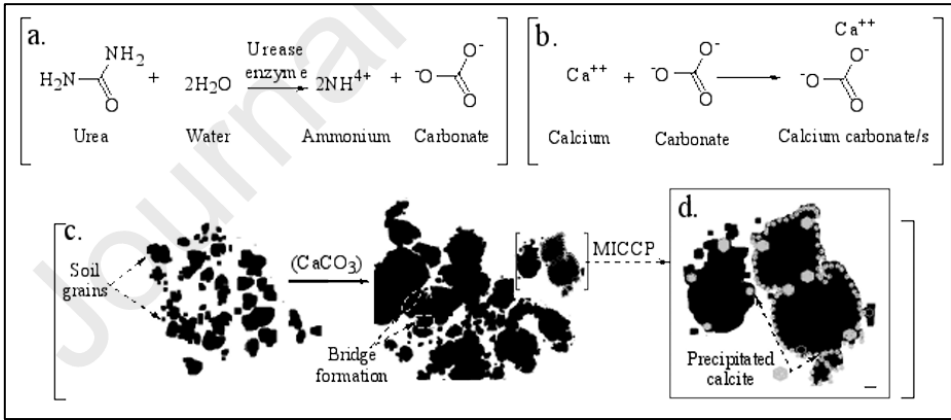 Journal
a.
NH₂
H₂N
O
Urea
+
2H₂O
Water
Urease
enzyme
2NH⁴⁺
Ammonium
+
⁻O
O⁻
O
Carbonate
b.
Ca⁺⁺
Calcium
+
⁻O
O⁻
O
Carbonate
Ca⁺⁺
O⁻
⁻O
O
Calcium carbonate/s
c.
Soil
grains
(CaCO₃)
Bridge
formation
MICCP
d.
Precipitated
calcite